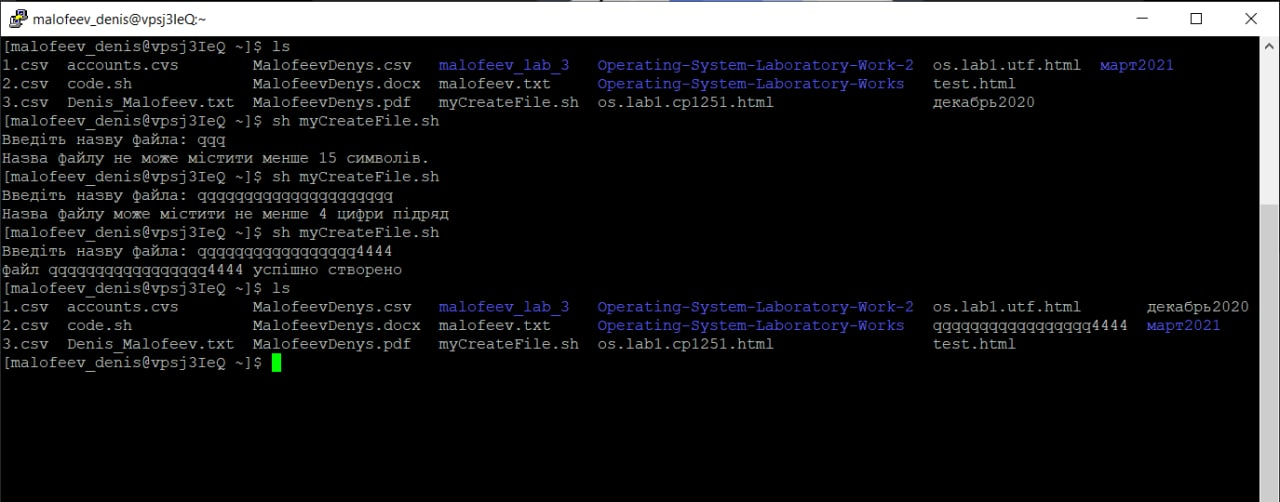 malofeev_denis@vpsj3IeQ:~
[malofeev_denis@vpsj3IeQ ~]$ ls
1.csv accounts.cvs MalofeevDenys.csv malofeev_lab_3 Operating-System-Laboratory-Work-2 os.lab1.utf.html март2021
2.csv code.sh MalofeevDenys.docx malofeev.txt Operating-System-Laboratory-Works test.html
3.csv Denis_Malofeev.txt MalofeevDenys.pdf myCreateFile.sh os.lab1.cp1251.html декабрь2020
[malofeev_denis@vpsj3IeQ ~]$ sh myCreateFile.sh
Введіть назву файла: qqq
Назва файлу не може містити менше 15 символів.
[malofeev_denis@vpsj3IeQ ~]$ sh myCreateFile.sh
Введіть назву файла: qqqqqqqqqqqqqqqqqqqqq
Назва файлу може містити не менше 4 цифри підряд
[malofeev_denis@vpsj3IeQ ~]$ sh myCreateFile.sh
Введіть назву файла: qqqqqqqqqqqqqqqqq4444
файл qqqqqqqqqqqqqqqqq4444 успішно створено
[malofeev_denis@vpsj3IeQ ~]$ ls
1.csv accounts.cvs MalofeevDenys.csv malofeev_lab_3 Operating-System-Laboratory-Work-2 os.lab1.utf.html декабрь2020
2.csv code.sh MalofeevDenys.docx malofeev.txt Operating-System-Laboratory-Works qqqqqqqqqqqqqqqqq4444 март2021
3.csv Denis_Malofeev.txt MalofeevDenys.pdf myCreateFile.sh os.lab1.cp1251.html test.html
[malofeev_denis@vpsj3IeQ ~]$